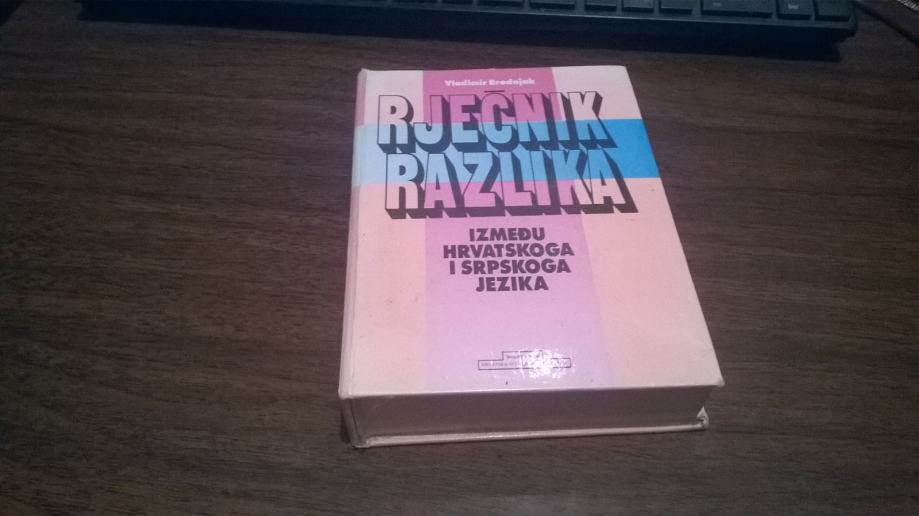 Vladimir Brodnjak
RJEČNIK
RAZLIKA
IZMEĐU
HRVATSKOGA
I SRPSKOGA
JEZIKA